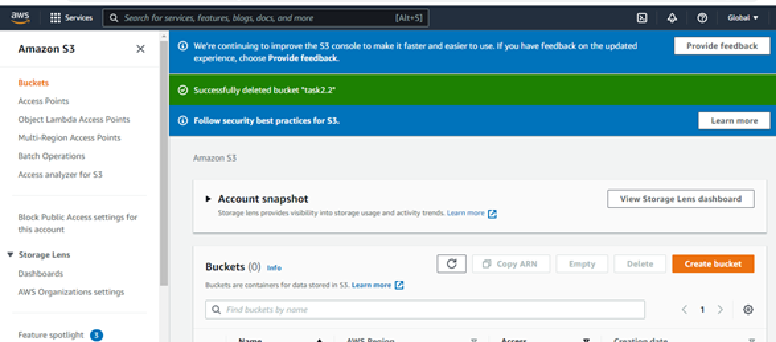 aws Services Search for services, features, blogs, docs, and more [Alt+S] Global
Amazon S3
Buckets
Access Points
Object Lambda Access Points
Multi-Region Access Points
Batch Operations
Access analyzer for S3
Block Public Access settings for
this account
Storage Lens
Dashboards
AWS Organizations settings
Feature spotlight 3
We're continuing to improve the S3 console to make it faster and easier to use. If you have feedback on the updated
experience, choose Provide feedback.
Provide feedback
Successfully deleted bucket "task2.2"
Follow security best practices for S3.
Learn more
Amazon S3
Account snapshot
Storage lens provides visibility into storage usage and activity trends. Learn more
View Storage Lens dashboard
Buckets (0) Info
Copy ARN Empty Delete Create bucket
Buckets are containers for data stored in S3. Learn more
Find buckets by name
1
Name AWS Region Access Creation date